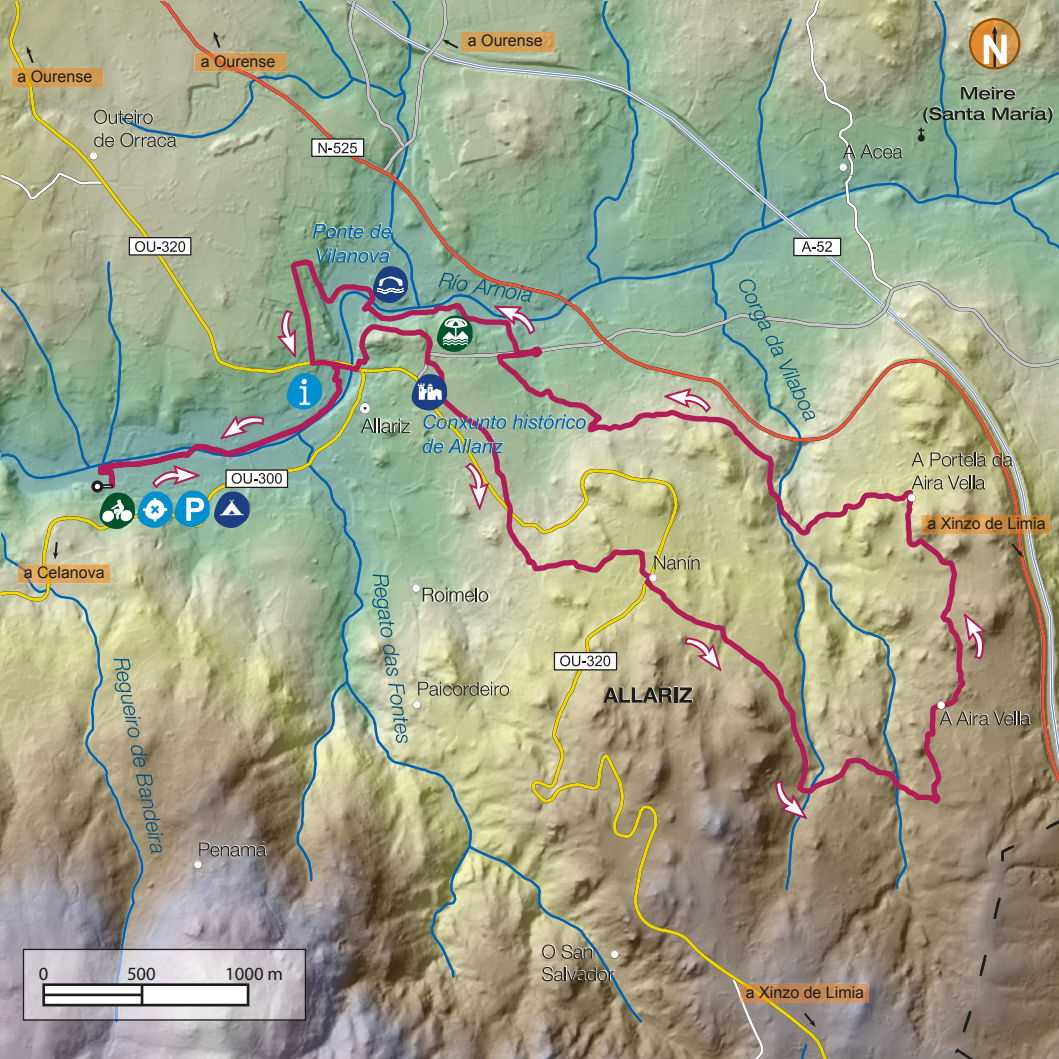 a Ourense
a Ourense
a Ourense
N
Meire
(Santa María)
Outeiro
de Orraca
N-525
A Acea
Ponte de
Vilanova
OU-320
A-52
Río Arnoia
Corga da Vilaboa
i
Allariz
Conxunto histórico
de Allariz
OU-300
P
A Portela da
Aira Vella
a Xinzo de Limia
a Celanova
Nanín
Roimelo
Regato das Fontes
OU-320
Paicordeiro
ALLARIZ
A Aira Vella
Regueiro de Bandeira
Penamá
O San
Salvador
0 500 1000 m
a Xinzo de Limia